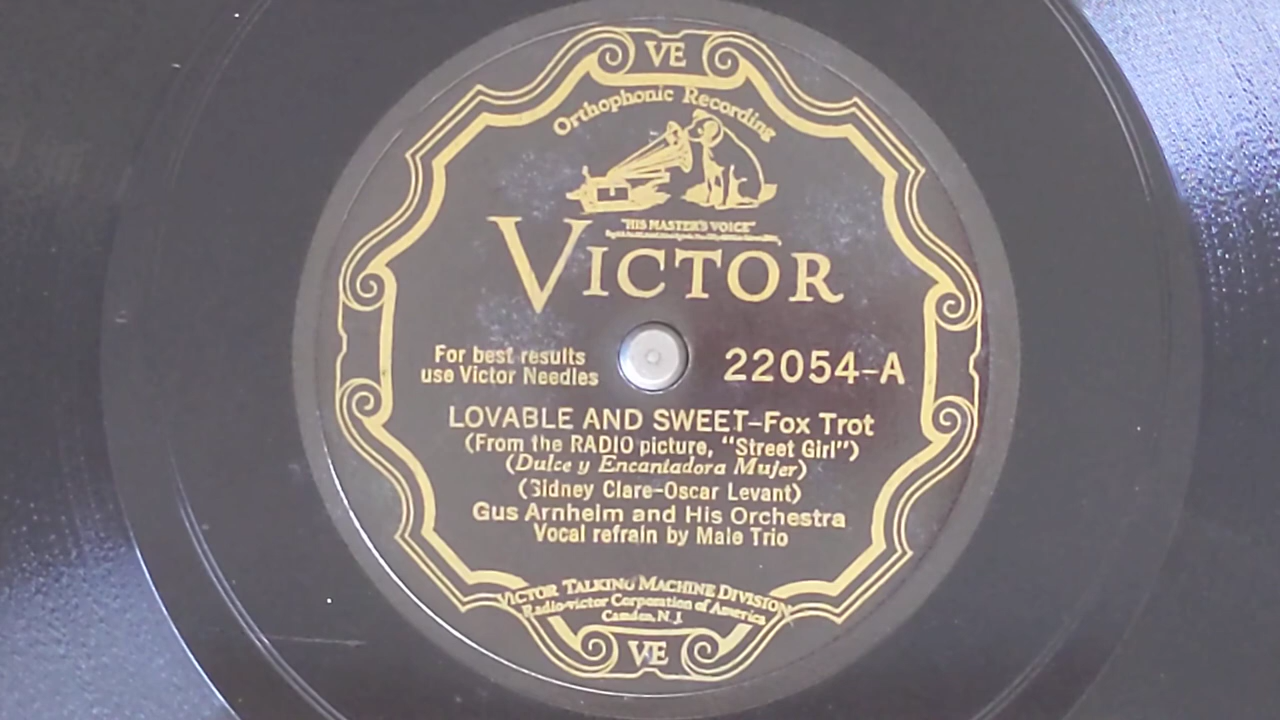 VE
Orthophonic Recording
"HIS MASTER'S VOICE"
VICTOR
For best results
use Victor Needles
22054-A
LOVABLE AND SWEET-Fox Trot
(From the RADIO picture, "Street Girl")
(Dulce y Encantadora Mujer)
(Sidney Clare-Oscar Levant)
Gus Arnheim and His Orchestra
Vocal refrain by Male Trio
VICTOR TALKING MACHINE DIVISION
Radio-victor Corporation of America
Camden, N. J.
VE